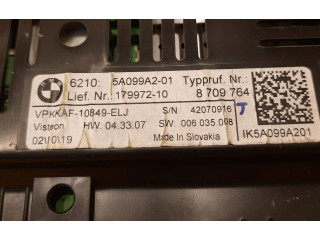 6210: 5A099A2-01 Typpruf. Nr.:
Lief. Nr.: 179972-10 8 709 764
VPKKAF-10849-ELJ S/N 42070916 T
Visteon HW. 04.33.07 SW. 006.035.008
02/10/19 Made in Slovakia IK5A099A201